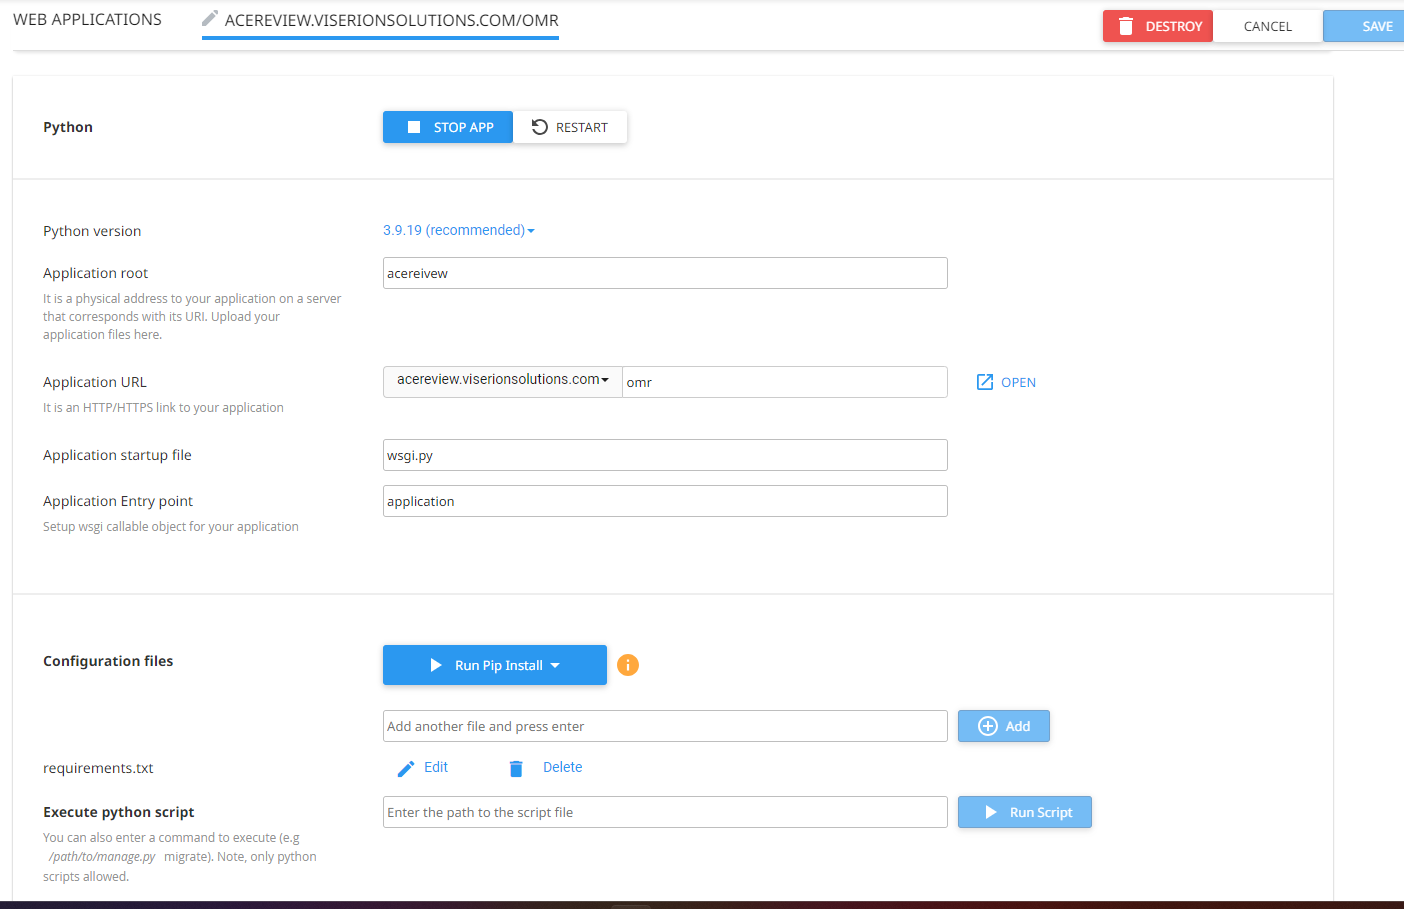 WEB APPLICATIONS
ACEREVIEW.VISERIONSOLUTIONS.COM/OMR
DESTROY
CANCEL
SAVE
Python
STOP APP
RESTART
Python version
3.9.19 (recommended)
Application root
acereivew
It is a physical address to your application on a server
that corresponds with its URI. Upload your
application files here.
Application URL
acereview.viserionsolutions.com
omr
OPEN
It is an HTTP/HTTPS link to your application
Application startup file
wsgi.py
Application Entry point
application
Setup wsgi callable object for your application
Configuration files
Run Pip Install
Add another file and press enter
Add
requirements.txt
Edit
Delete
Execute python script
Enter the path to the script file
Run Script
You can also enter a command to execute (e.g
/path/to/manage.py migrate). Note, only python
scripts allowed.